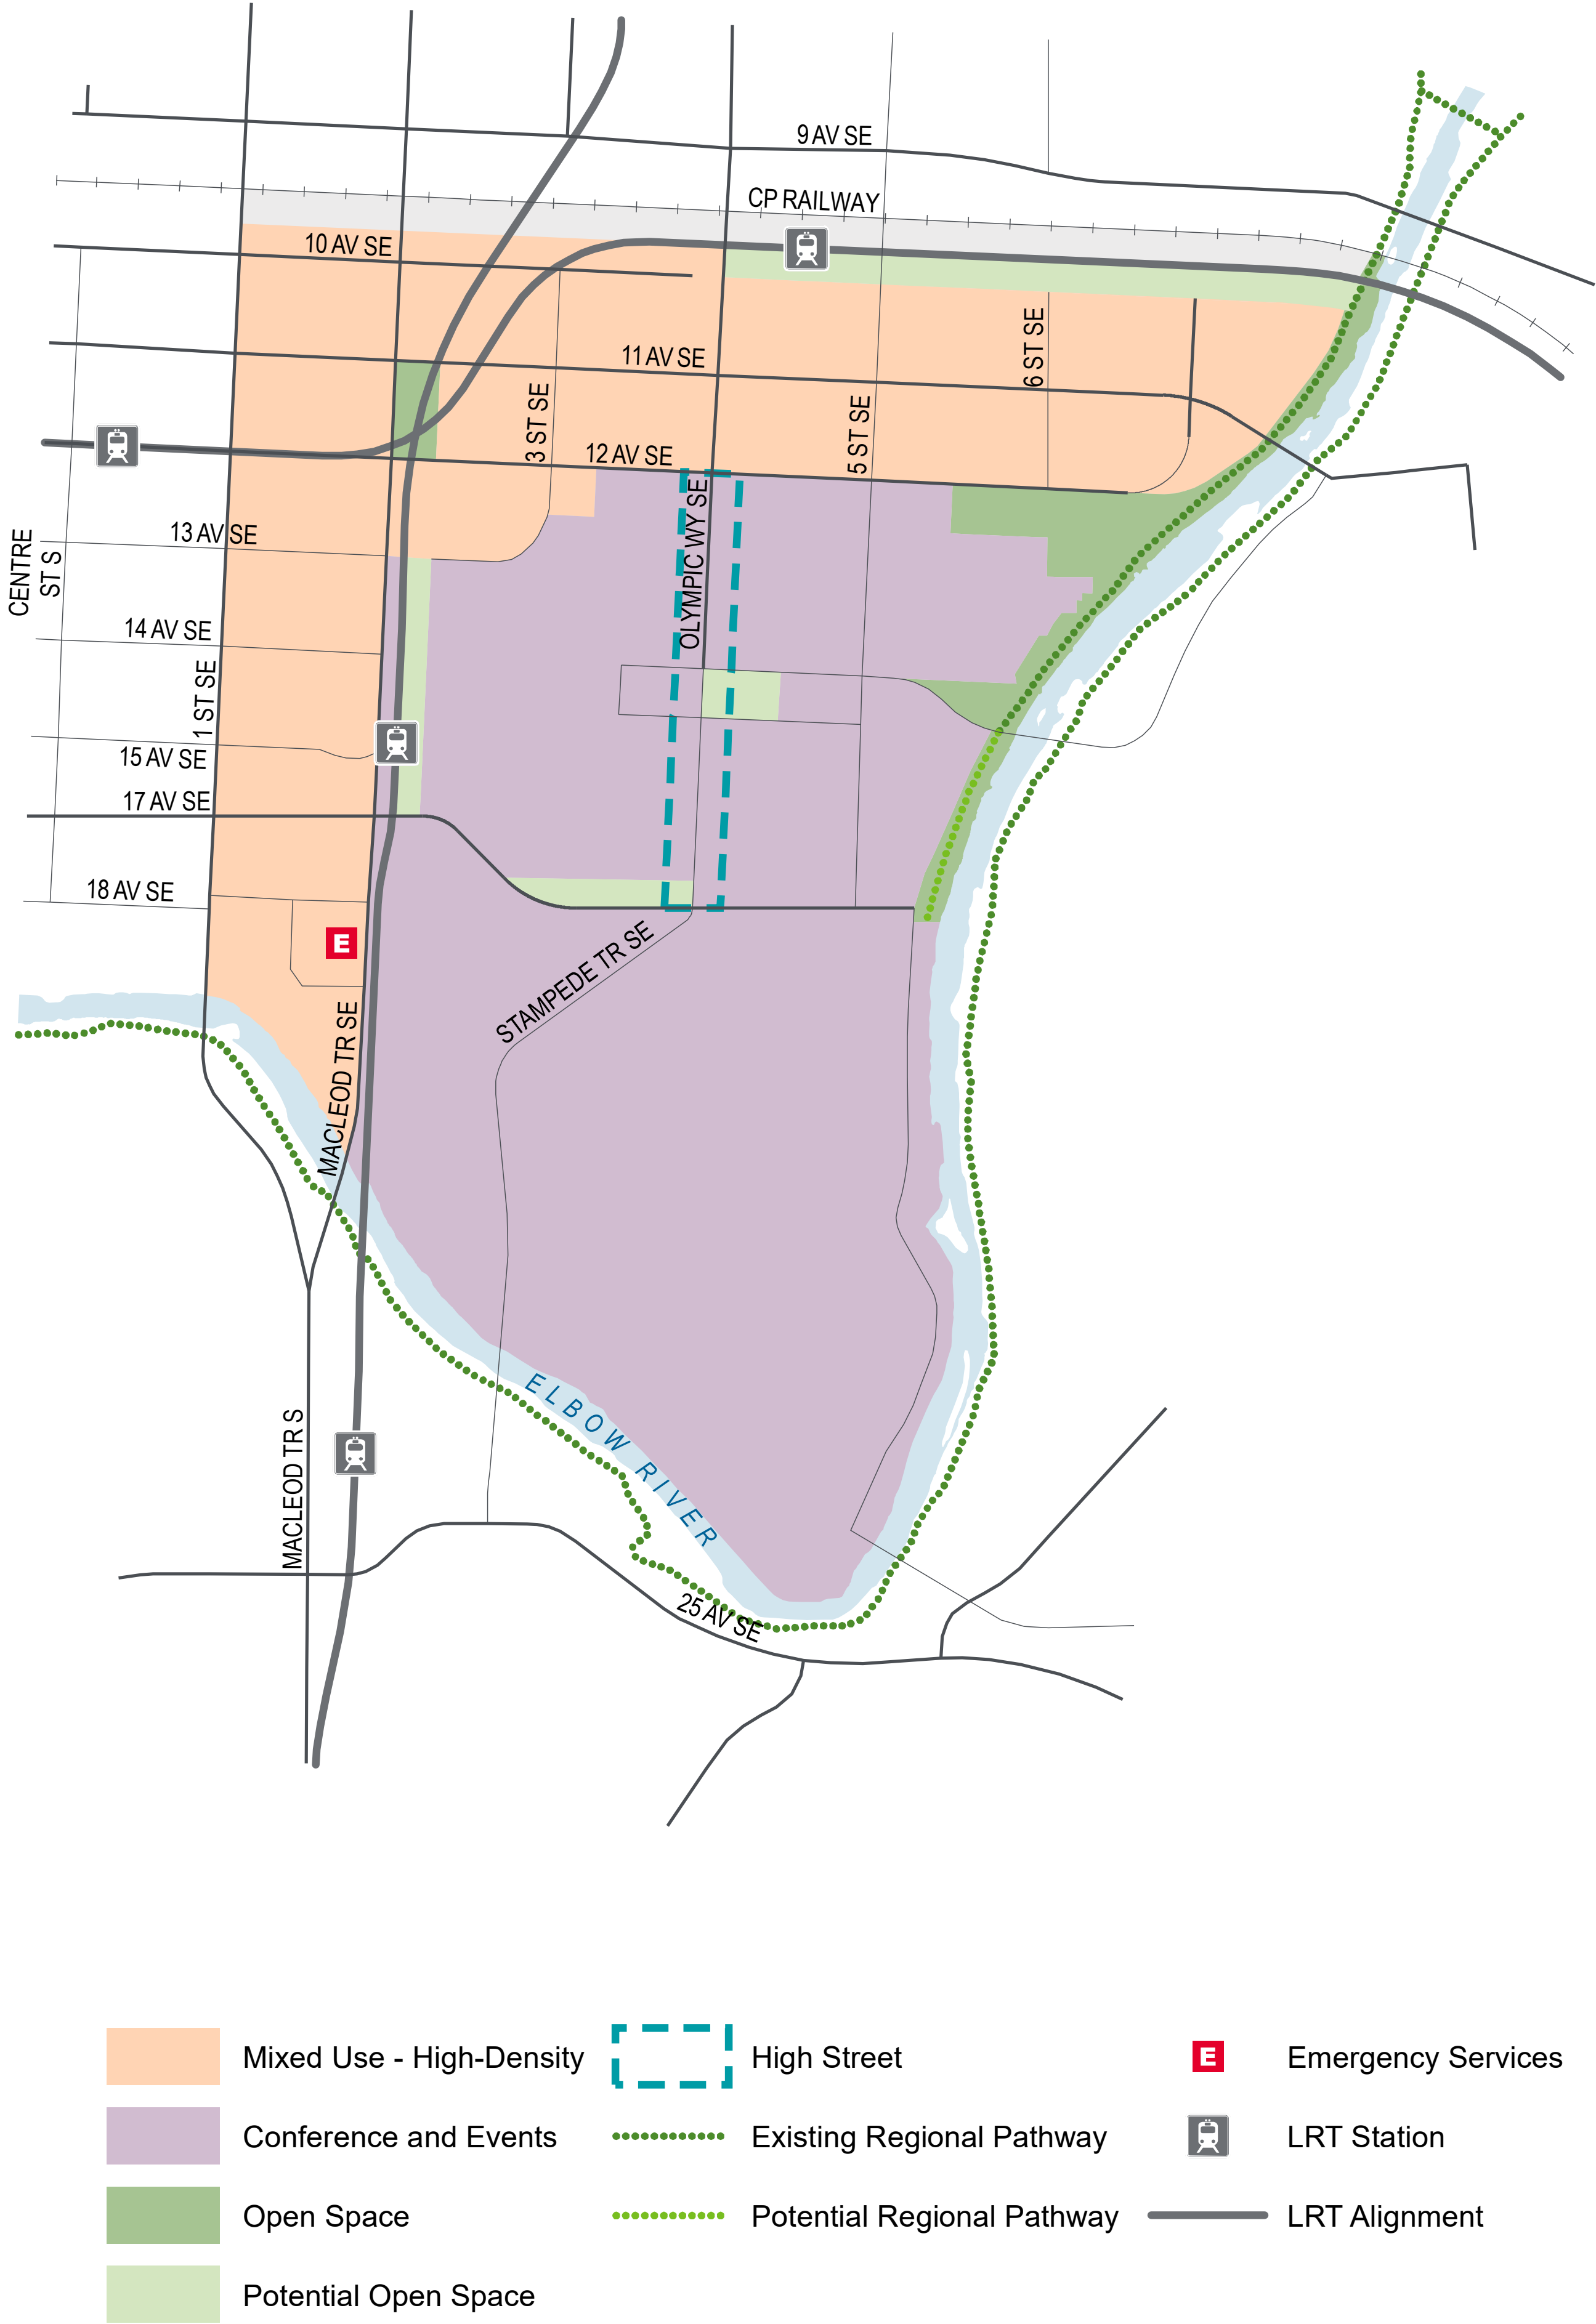 9 AV SE
CP RAILWAY
10 AV SE
11 AV SE
6 ST SE
3 ST SE
5 ST SE
12 AV SE
OLYMPIC WY SE
13 AV SE
CENTRE
ST S
14 AV SE
1 ST SE
15 AV SE
17 AV SE
18 AV SE
E
STAMPEDE TR SE
MACLEOD TR SE
ELBOW RIVER
MACLEOD TR S
25 AV SE
Mixed Use - High-Density
High Street
E
Emergency Services
Conference and Events
Existing Regional Pathway
LRT Station
Open Space
Potential Regional Pathway
LRT Alignment
Potential Open Space